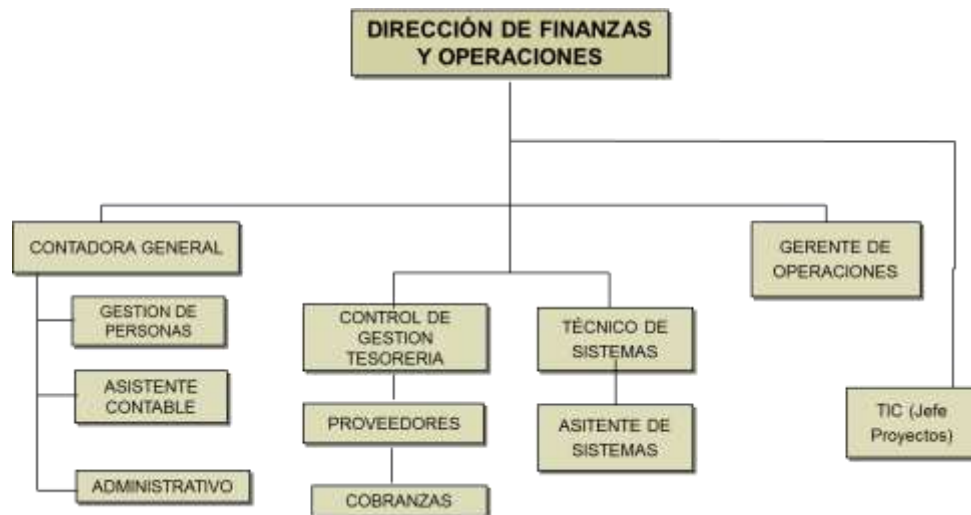 DIRECCIÓN DE FINANZAS
Y OPERACIONES
CONTADORA GENERAL
GESTION DE
PERSONAS
ASISTENTE
CONTABLE
ADMINISTRATIVO
CONTROL DE
GESTION
TESORERIA
PROVEEDORES
COBRANZAS
TÉCNICO DE
SISTEMAS
ASITENTE DE
SISTEMAS
GERENTE DE
OPERACIONES
TIC (Jefe
Proyectos)